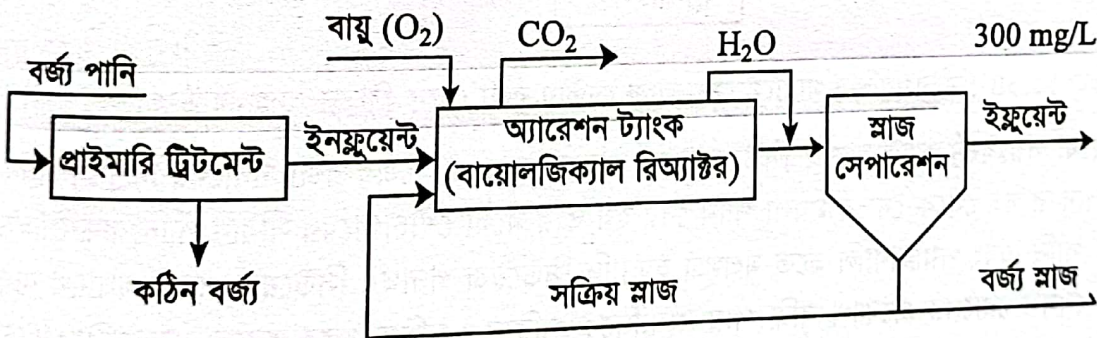 বায়ু (O₂)
CO₂
H₂O
300 mg/L
বর্জ্য পানি
প্রাইমারি ট্রিটমেন্ট
ইনফ্লুয়েন্ট
অ্যারেশন ট্যাংক
(বায়োলজিক্যাল রিঅ্যাক্টর)
স্লাজ
সেপারেশন
ইফ্লুয়েন্ট
কঠিন বর্জ্য
সক্রিয় স্লাজ
বর্জ্য স্লাজ